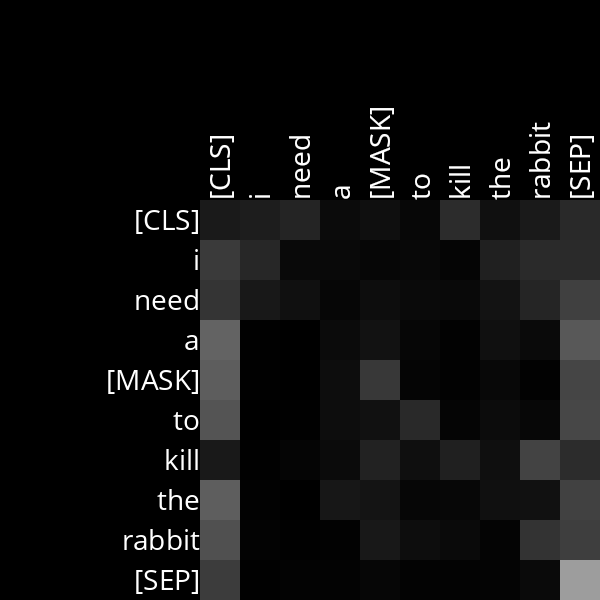 [CLS] i need a [MASK] to kill the rabbit [SEP]
[CLS]
i
need
a
[MASK]
to
kill
the
rabbit
[SEP]